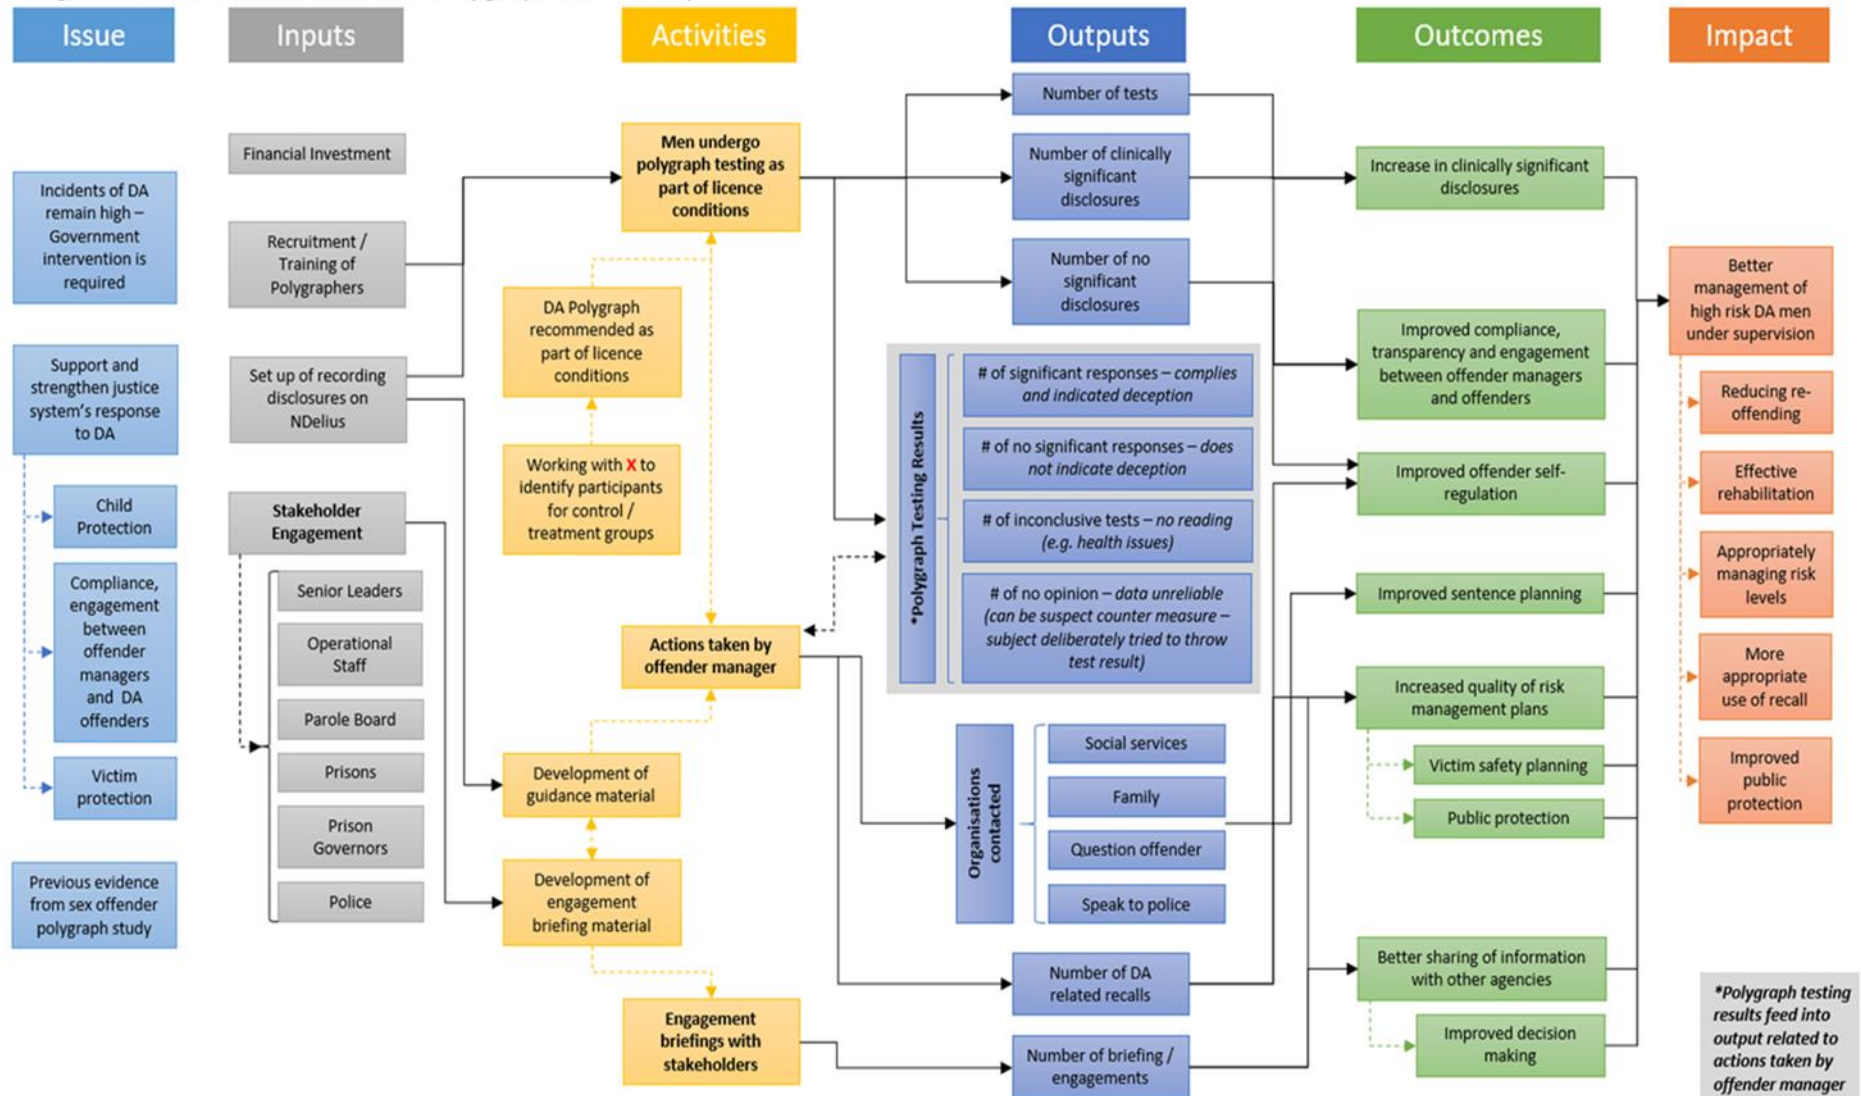 Issue
Inputs
Activities
Outputs
Outcomes
Impact
Incidents of DA
remain high –
Government
intervention is
required
Support and
strengthen justice
system's response
to DA
Child
Protection
Compliance,
engagement
between
offender
managers
and DA
offenders
Victim
protection
Previous evidence
from sex offender
polygraph study
Financial Investment
Recruitment /
Training of
Polygraphers
Set up of recording
disclosures on
NDelius
Stakeholder
Engagement
Senior Leaders
Operational
Staff
Parole Board
Prisons
Prison
Governors
Police
Men undergo
polygraph testing as
part of licence
conditions
DA Polygraph
recommended as
part of licence
conditions
Working with X to
identify participants
for control /
treatment groups
Actions taken by
offender manager
Development of
guidance material
Development of
engagement
briefing material
Engagement
briefings with
stakeholders
Number of tests
Number of clinically
significant
disclosures
Number of no
significant
disclosures
*Polygraph Testing Results
# of significant responses – complies
and indicated deception
# of no significant responses – does
not indicate deception
# of inconclusive tests – no reading
(e.g. health issues)
# of no opinion – data unreliable
(can be suspect counter measure –
subject deliberately tried to throw
test result)
Organisations
contacted
Social services
Family
Question offender
Speak to police
Number of DA
related recalls
Number of briefing /
engagements
Increase in clinically significant
disclosures
Improved compliance,
transparency and engagement
between offender managers
and offenders
Improved offender self-
regulation
Improved sentence planning
Increased quality of risk
management plans
Victim safety planning
Public protection
Better sharing of information
with other agencies
Improved decision
making
Better
management of
high risk DA men
under supervision
Reducing re-
offending
Effective
rehabilitation
Appropriately
managing risk
levels
More
appropriate
use of recall
Improved
public
protection
*Polygraph testing
results feed into
output related to
actions taken by
offender manager